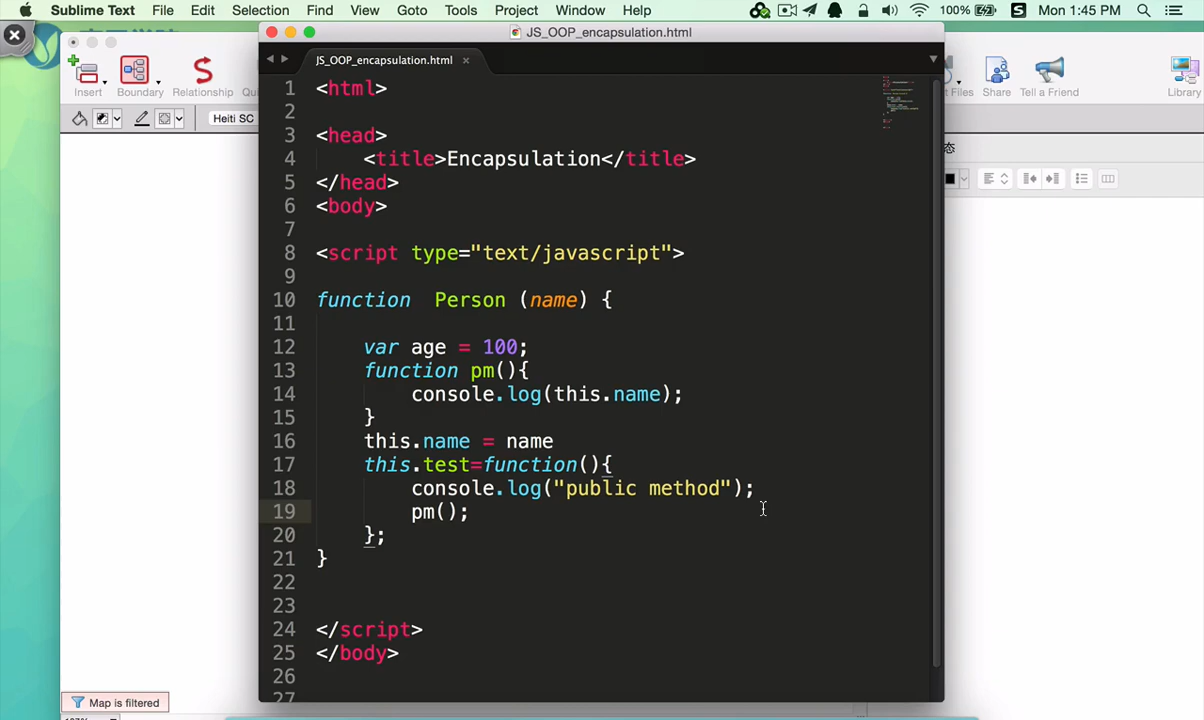 Sublime Text File Edit Selection Find View Goto Tools Project Window Help 100% Mon 1:45 PM
JS_OOP_encapsulation.html
JS_OOP_encapsulation.html ×
Insert Boundary Relationship Files Share Tell a Friend Library
Heiti SC
态
1 <html>
2
3 <head>
4 <title>Encapsulation</title>
5 </head>
6 <body>
7
8 <script type="text/javascript">
9
10 function Person (name) {
11
12 var age = 100;
13 function pm(){
14 console.log(this.name);
15 }
16 this.name = name
17 this.test=function(){
18 console.log("public method");
19 pm();
20 };
21 }
22
23
24 </script>
25 </body>
26
27
Map is filtered